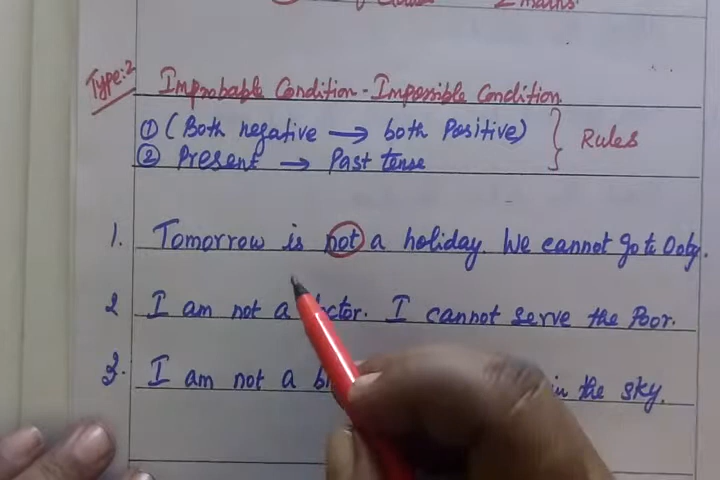 2 marks.
Type:2
Improbable Condition - Impossible Condition
① (Both negative → both Positive)
② Present → Past tense
Rules
1. Tomorrow is not a holiday. We cannot go to Ooty.
2 I am not a doctor. I cannot serve the Poor.
3. I am not a in the sky.